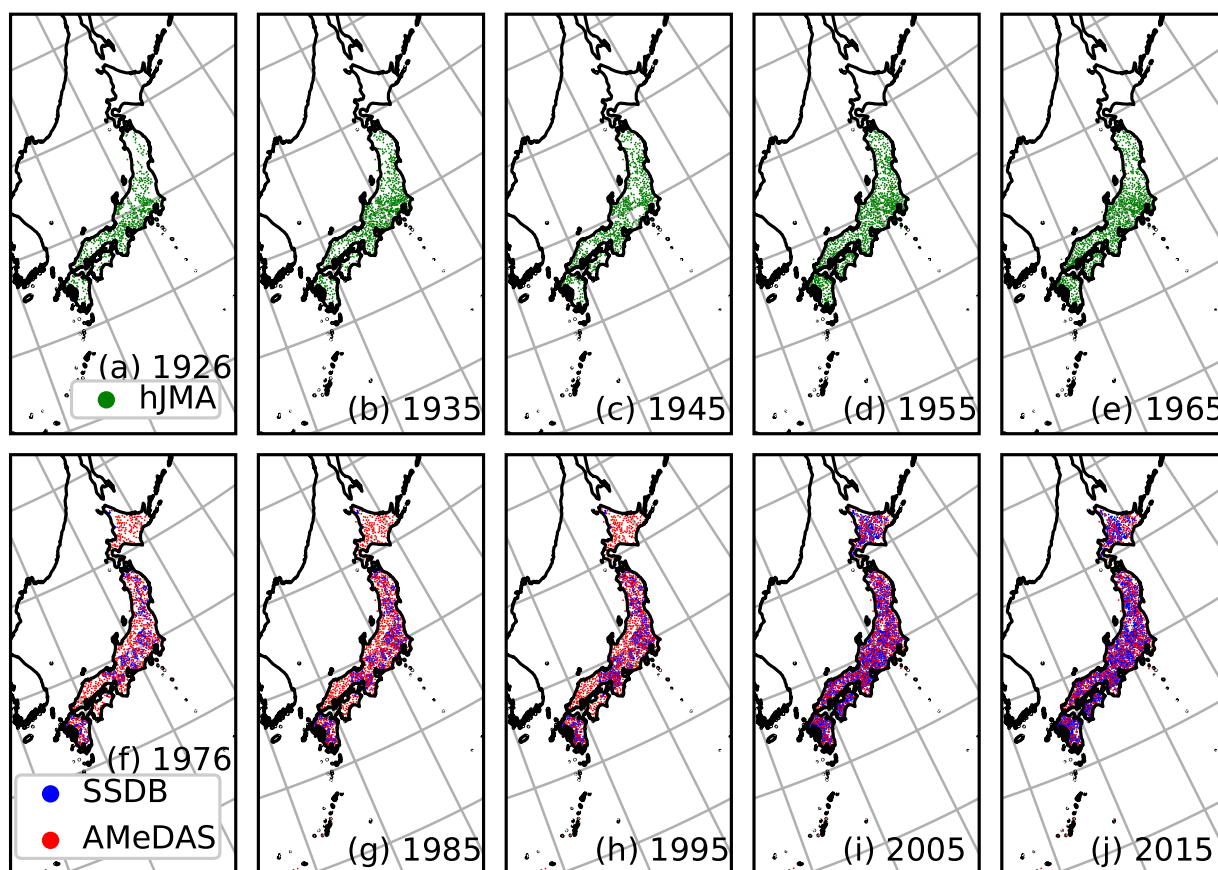 (a) 1926
hJMA
(b) 1935
(c) 1945
(d) 1955
(e) 1965
(f) 1976
SSDB
AMeDAS
(g) 1985
(h) 1995
(i) 2005
(j) 2015